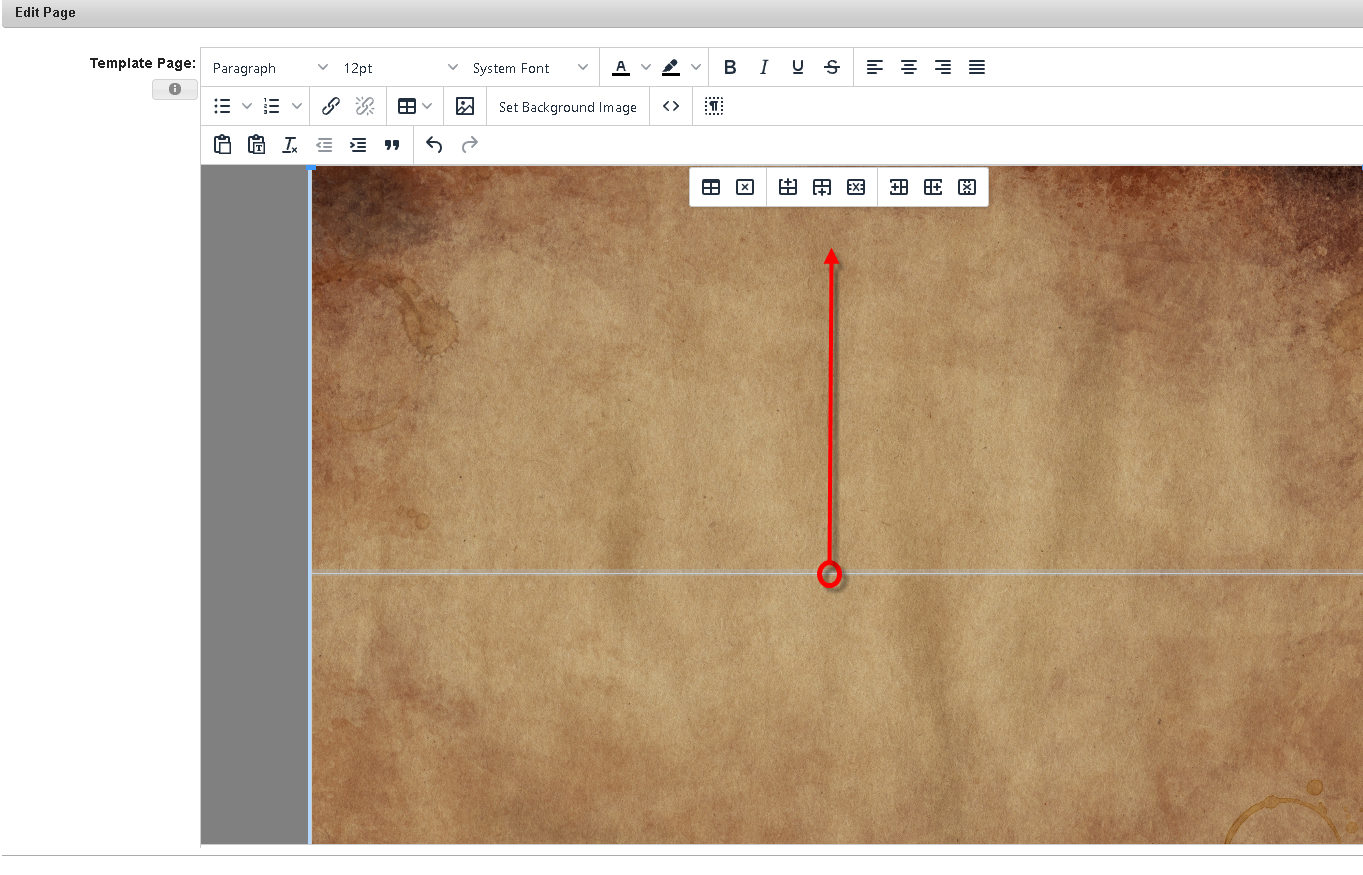 Edit Page
Template Page:
Paragraph 12pt System Font A B I U S
Set Background Image